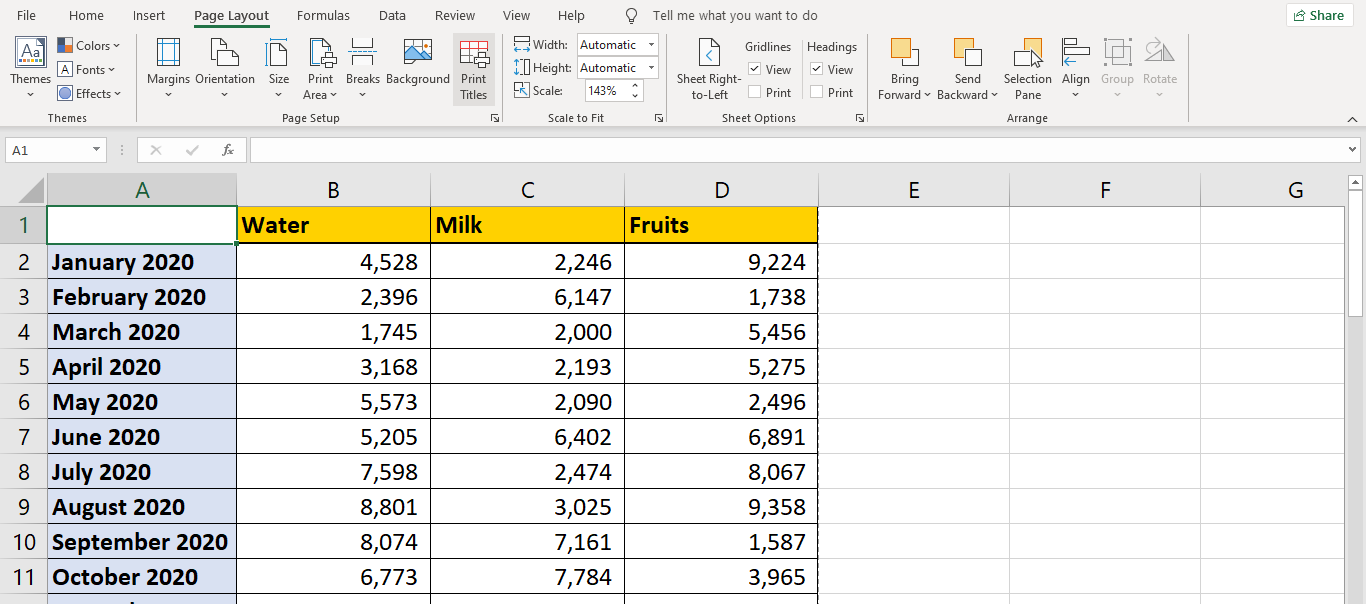 File Home Insert Page Layout Formulas Data Review View Help Tell me what you want to do Share
Aa
Themes
Colors
A Fonts
Effects
Themes
Margins
Orientation
Size
Print
Area
Breaks
Background
Print
Titles
Page Setup
Width: Automatic
Height: Automatic
Scale: 143%
Scale to Fit
Sheet Right-
to-Left
Gridlines
View
Print
Headings
View
Print
Sheet Options
Bring
Forward
Send
Backward
Selection
Pane
Align
Group
Rotate
Arrange
A1 fx
A B C D E F G
1 Water Milk Fruits
2 January 2020 4,528 2,246 9,224
3 February 2020 2,396 6,147 1,738
4 March 2020 1,745 2,000 5,456
5 April 2020 3,168 2,193 5,275
6 May 2020 5,573 2,090 2,496
7 June 2020 5,205 6,402 6,891
8 July 2020 7,598 2,474 8,067
9 August 2020 8,801 3,025 9,358
10 September 2020 8,074 7,161 1,587
11 October 2020 6,773 7,784 3,965